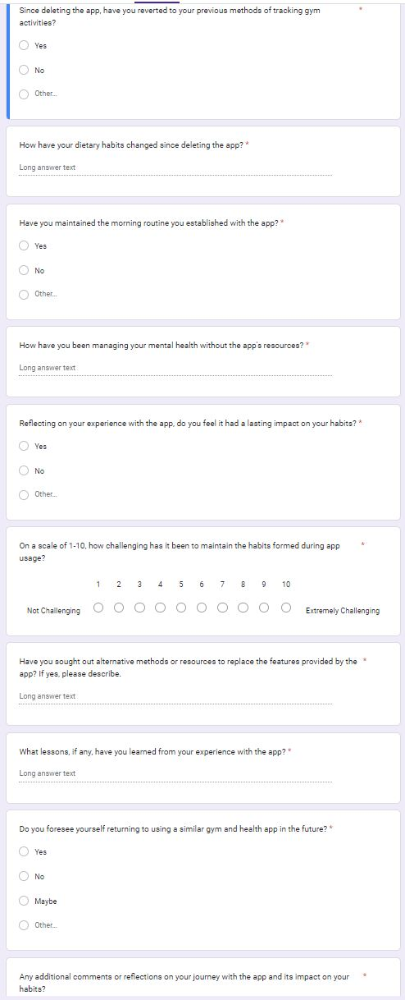 Since deleting the app, have you reverted to your previous methods of tracking gym *
activities?
Yes
No
Other...
How have your dietary habits changed since deleting the app? *
Long answer text
Have you maintained the morning routine you established with the app? *
Yes
No
Other...
How have you been managing your mental health without the app's resources? *
Long answer text
Reflecting on your experience with the app, do you feel it had a lasting impact on your habits? *
Yes
No
Other...
On a scale of 1-10, how challenging has it been to maintain the habits formed during app *
usage?
1 2 3 4 5 6 7 8 9 10
Not Challenging Extremely Challenging
Have you sought out alternative methods or resources to replace the features provided by the *
app? If yes, please describe.
Long answer text
What lessons, if any, have you learned from your experience with the app? *
Long answer text
Do you foresee yourself returning to using a similar gym and health app in the future? *
Yes
No
Maybe
Other...
Any additional comments or reflections on your journey with the app and its impact on your *
habits?